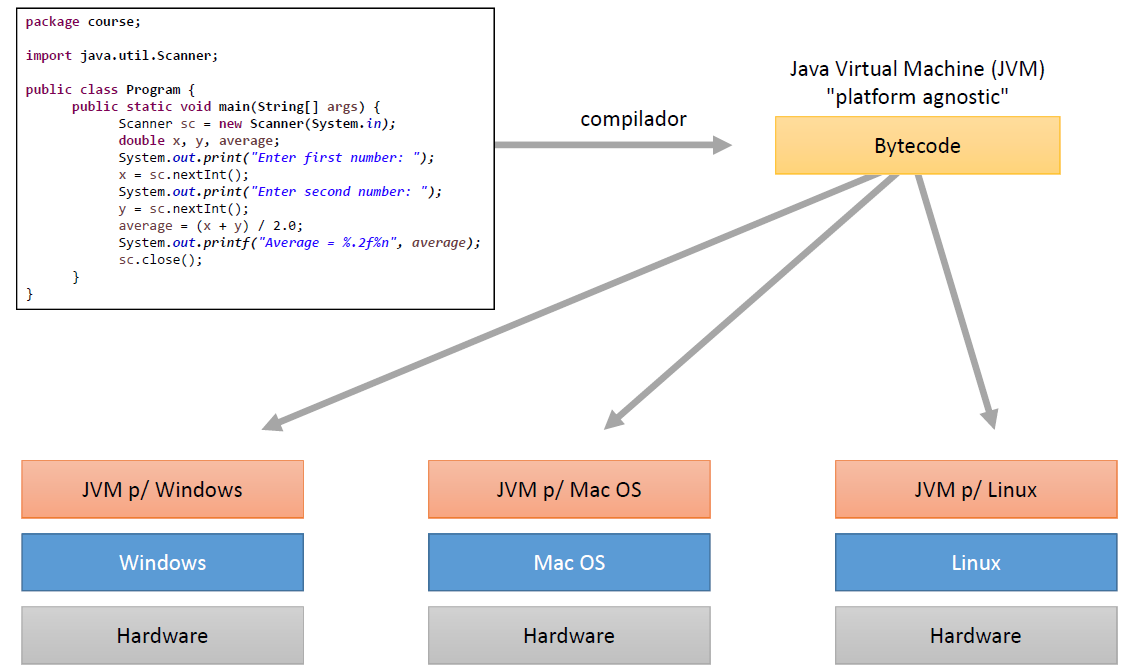 package course;
import java.util.Scanner;
public class Program {
public static void main(String[] args) {
Scanner sc = new Scanner(System.in);
double x, y, average;
System.out.print("Enter first number: ");
x = sc.nextInt();
System.out.print("Enter second number: ");
y = sc.nextInt();
average = (x + y) / 2.0;
System.out.printf("Average = %.2f%n", average);
sc.close();
}
}
compilador
Java Virtual Machine (JVM)
"platform agnostic"
Bytecode
JVM p/ Windows
JVM p/ Mac OS
JVM p/ Linux
Windows
Mac OS
Linux
Hardware
Hardware
Hardware